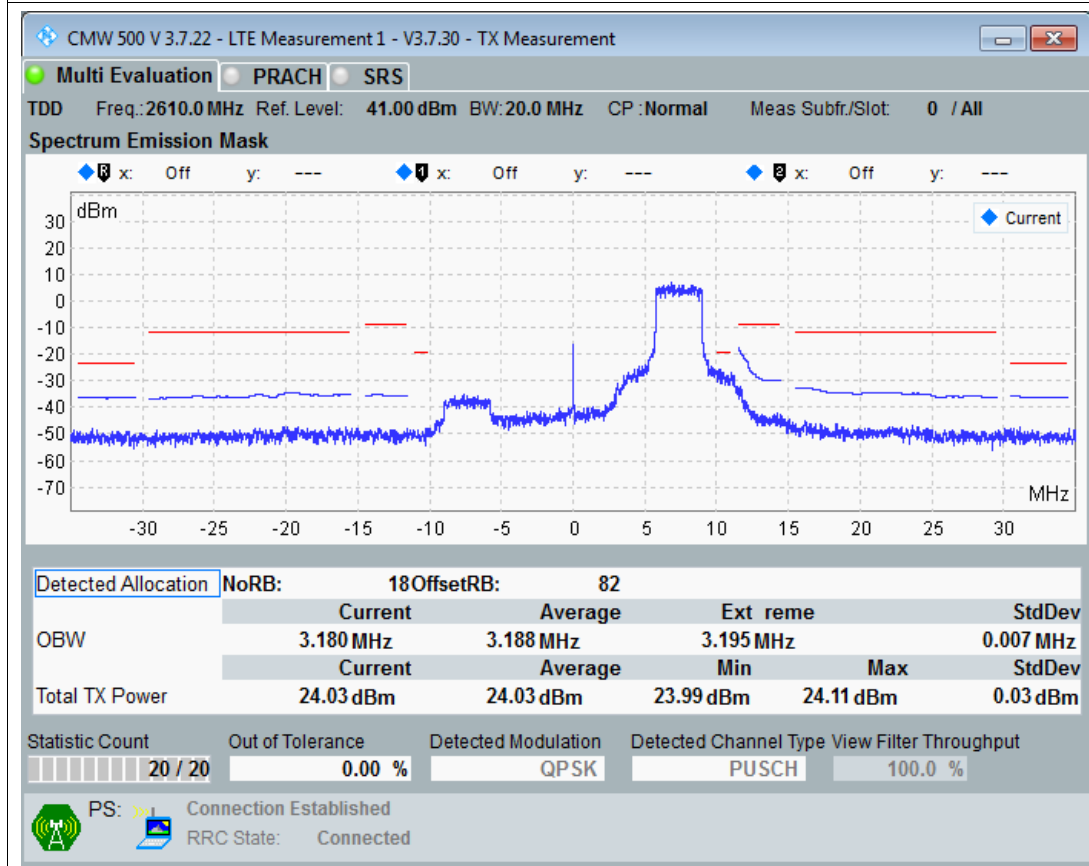 CMW 500 V 3.7.22 - LTE Measurement 1 - V3.7.30 - TX Measurement
Multi Evaluation PRACH SRS
TDD Freq.: 2610.0 MHz Ref. Level: 41.00 dBm BW: 20.0 MHz CP : Normal Meas Subfr./Slot: 0 / All
Spectrum Emission Mask
R x: Off y: --- 1 x: Off y: --- 2 x: Off y: ---
dBm
Current
30
20
10
0
-10
-20
-30
-40
-50
-60
-70
MHz
-30 -25 -20 -15 -10 -5 0 5 10 15 20 25 30
Detected Allocation NoRB: 18 OffsetRB: 82
Current Average Ext reme StdDev
OBW 3.180 MHz 3.188 MHz 3.195 MHz 0.007 MHz
Current Average Min Max StdDev
Total TX Power 24.03 dBm 24.03 dBm 23.99 dBm 24.11 dBm 0.03 dBm
Statistic Count Out of Tolerance Detected Modulation Detected Channel Type View Filter Throughput
20 / 20 0.00 % QPSK PUSCH 100.0 %
PS: Connection Established
RRC State: Connected